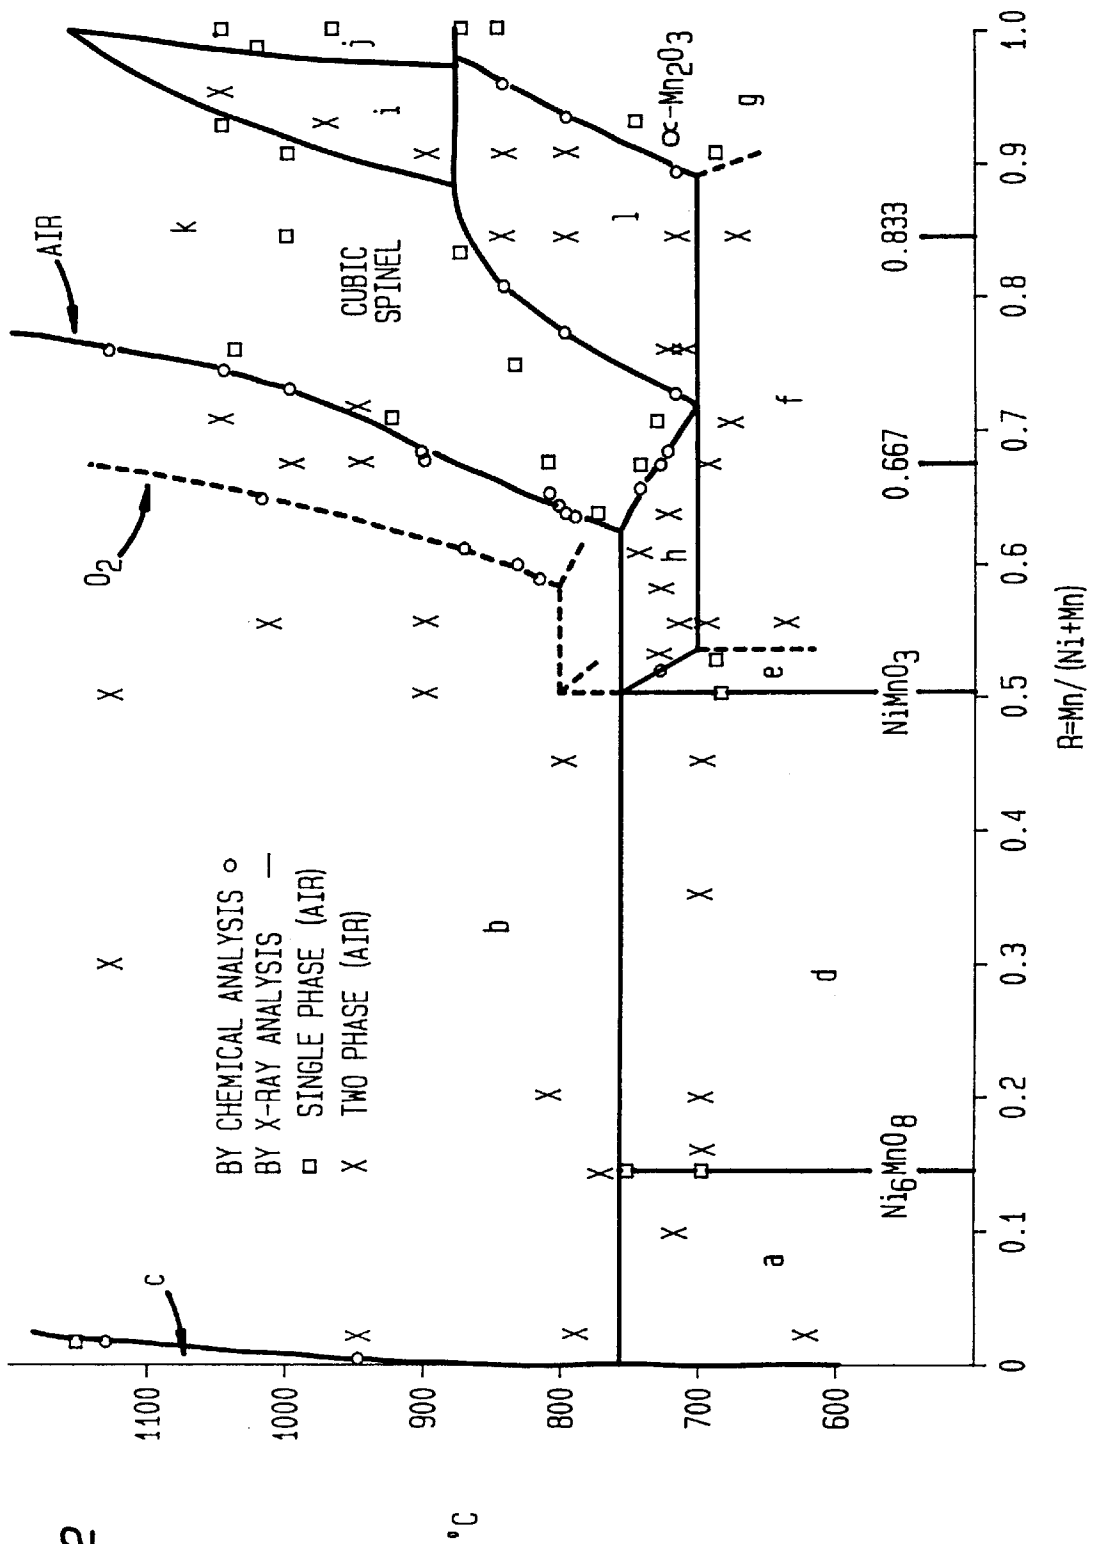 2
°C
1100
1000
900
800
700
600
0
0.1
0.2
0.3
0.4
0.5
0.6
0.7
0.8
0.9
1.0
R=Mn/(Ni+Mn)
BY CHEMICAL ANALYSIS
BY X-RAY ANALYSIS
SINGLE PHASE (AIR)
TWO PHASE (AIR)
AIR
O2
CUBIC
SPINEL
∝-Mn2O3
Ni6MnO8
NiMnO3
0.667
0.833
a
b
c
d
e
f
g
h
i
j
k
l